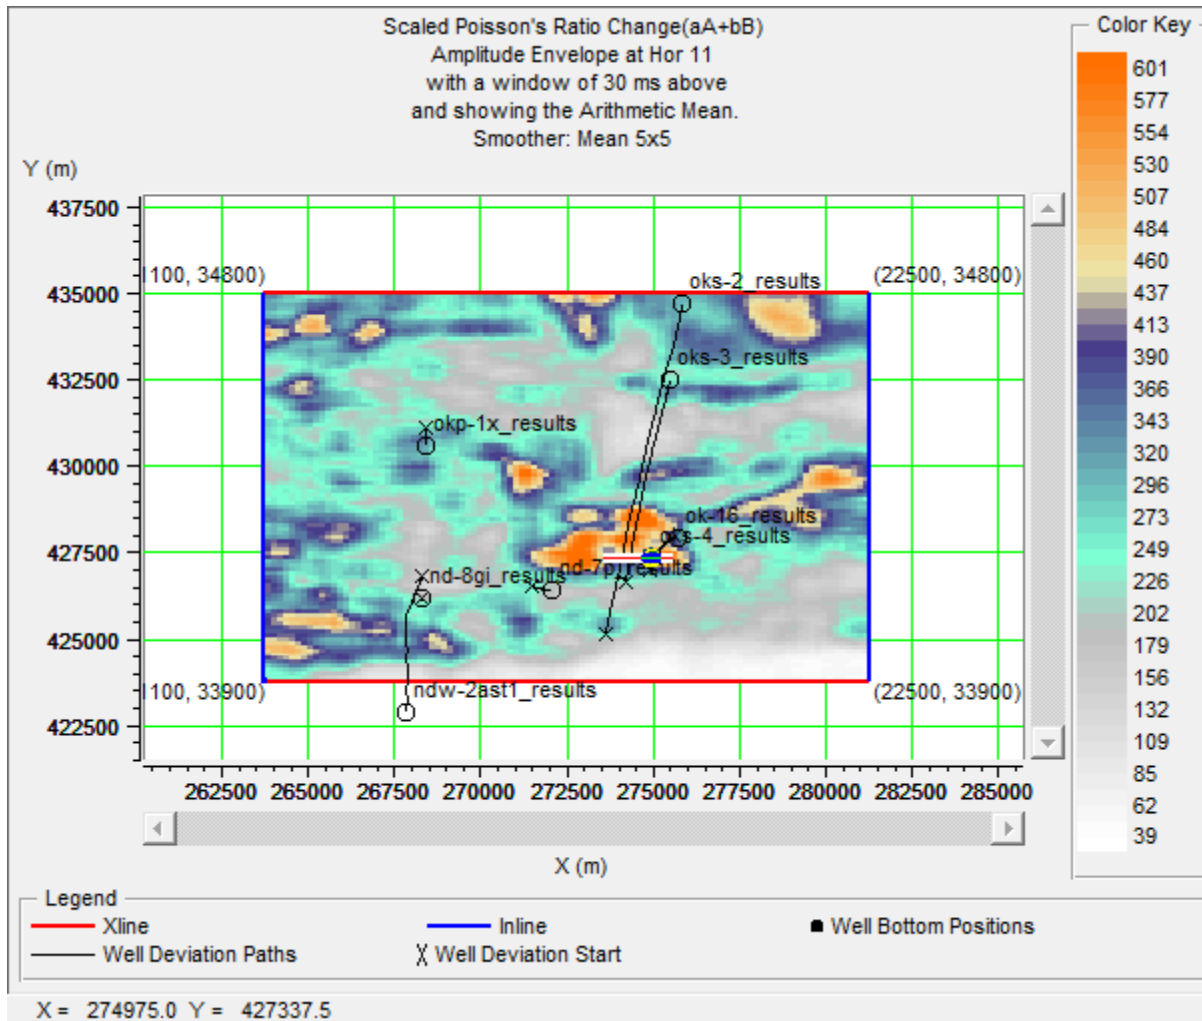 Scaled Poisson's Ratio Change(aA+bB)
Amplitude Envelope at Hor 11
with a window of 30 ms above
and showing the Arithmetic Mean.
Smoother: Mean 5x5
Color Key
601
577
554
530
507
484
460
437
413
390
366
343
320
296
273
249
226
202
179
156
132
109
85
62
39
Y (m)
437500
435000
432500
430000
427500
425000
422500
100, 34800)
(22500, 34800)
oks-2_results
oks-3_results
okp-1x_results
ok-16_results
oks-4_results
nd-8gi_results
nd-7pi_results
100, 33900)
ndw-2ast1_results
(22500, 33900)
262500 265000 267500 270000 272500 275000 277500 280000 282500 285000
X (m)
Legend
Xline Inline Well Bottom Positions
Well Deviation Paths Well Deviation Start
X = 274975.0 Y = 427337.5